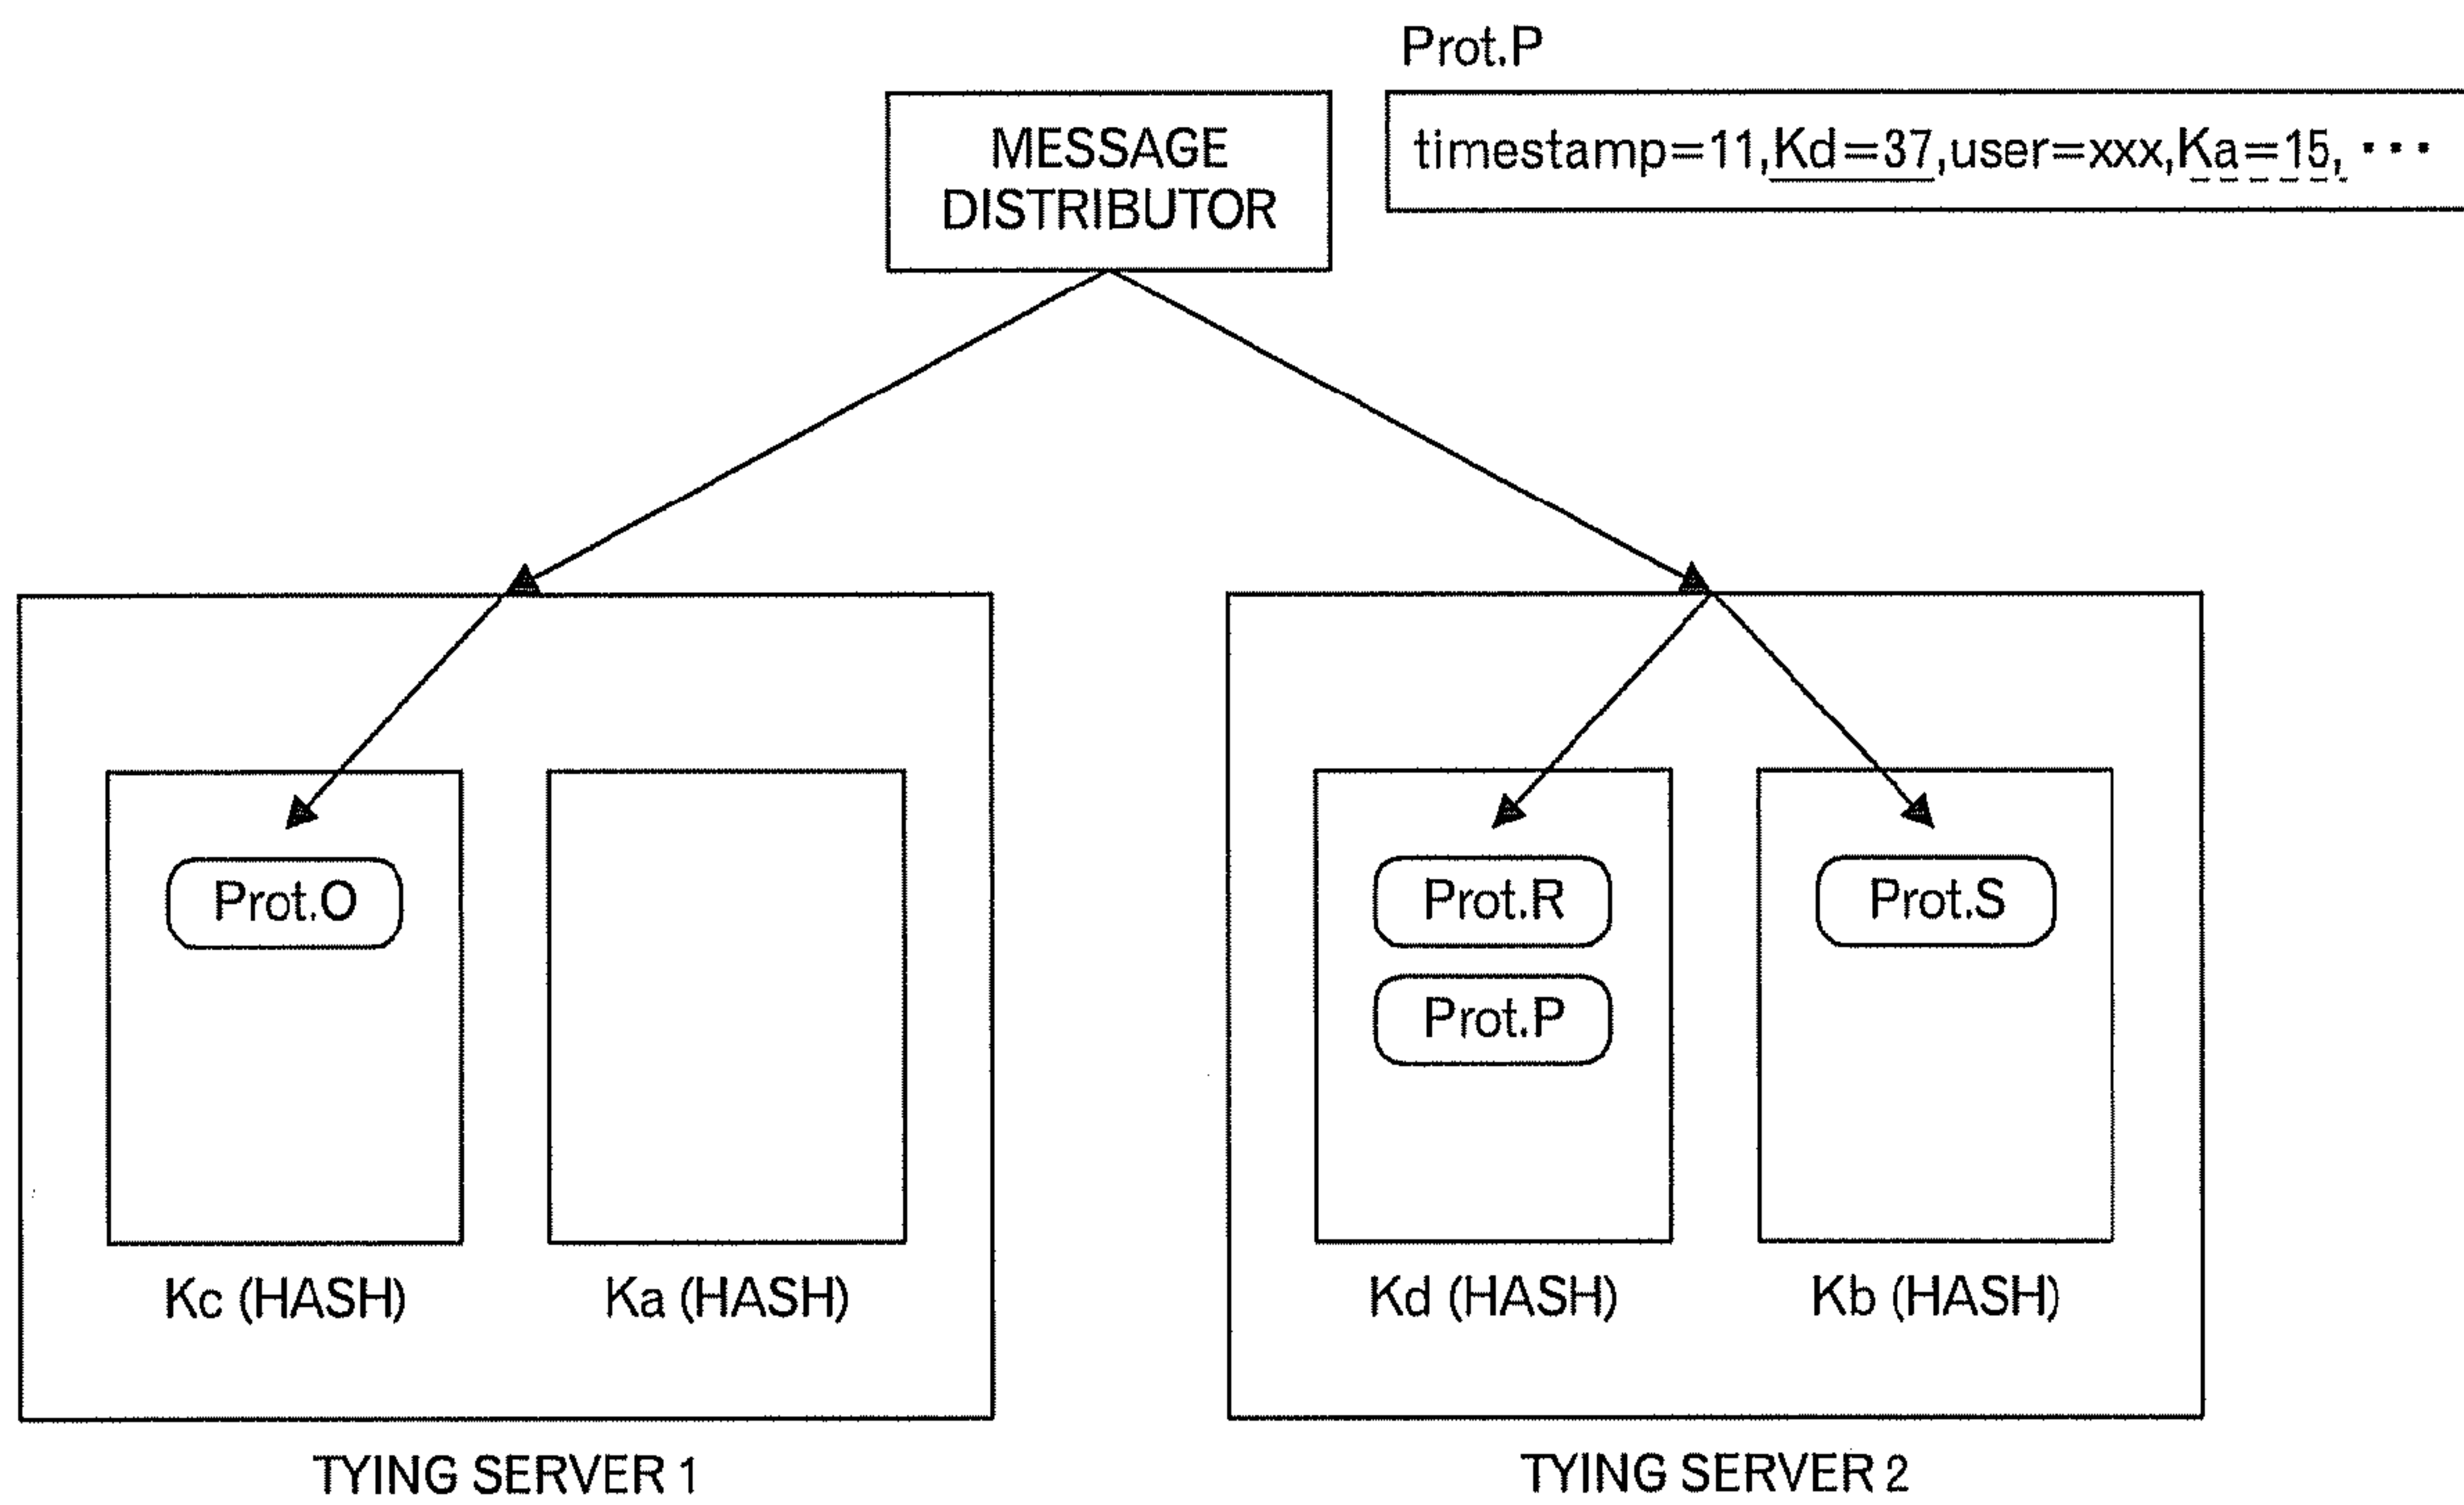 Prot.P
MESSAGE
DISTRIBUTOR
timestamp=11,Kd=37,user=xxx,Ka=15, ･･･
Prot.O
Prot.R
Prot.P
Prot.S
Kc (HASH)
Ka (HASH)
Kd (HASH)
Kb (HASH)
TYING SERVER 1
TYING SERVER 2